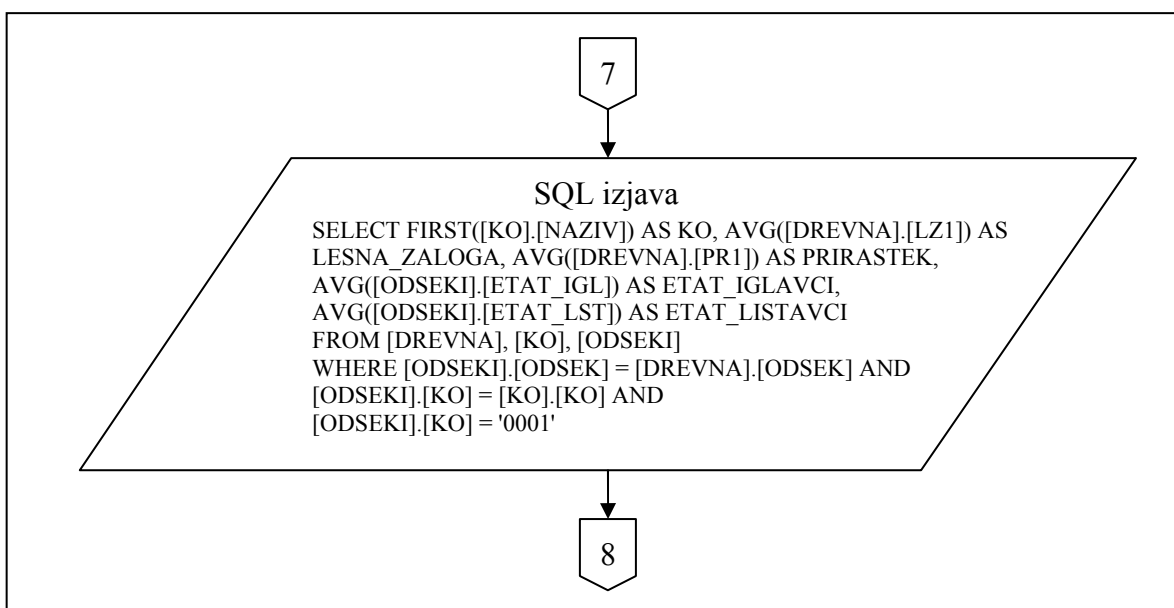 7
SQL izjava
SELECT FIRST([KO].[NAZIV]) AS KO, AVG([DREVNA].[LZ1]) AS
LESNA_ZALOGA, AVG([DREVNA].[PR1]) AS PRIRASTEK,
AVG([ODSEKI].[ETAT_IGL]) AS ETAT_IGLAVCI,
AVG([ODSEKI].[ETAT_LST]) AS ETAT_LISTAVCI
FROM [DREVNA], [KO], [ODSEKI]
WHERE [ODSEKI].[ODSEK] = [DREVNA].[ODSEK] AND
[ODSEKI].[KO] = [KO].[KO] AND
[ODSEKI].[KO] = '0001'
8